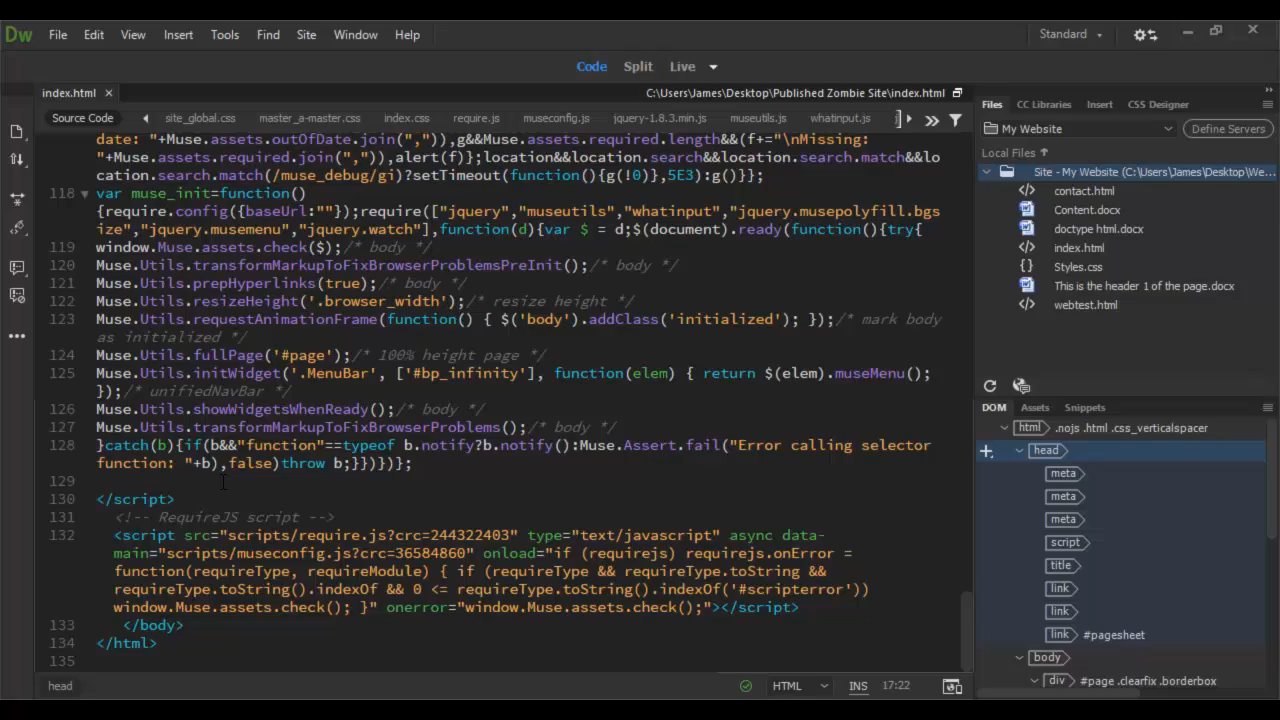 Dw File Edit View Insert Tools Find Site Window Help Standard
Code Split Live
index.html C:\Users\James\Desktop\Published Zombie Site\index.html
Source Code site_global.css master_a-master.css index.css require.js museconfig.js jquery-1.8.3.min.js museutils.js whatinput.js
date: "+Muse.assets.outOfDate.join(",")),g&&Muse.assets.required.length&&(f+="\nMissing:
"+Muse.assets.required.join(",")),alert(f)};location&&location.search&&location.search.match&&lo
cation.search.match(/muse_debug/gi)?setTimeout(function(){g(!0)},5E3):g()}};
118 var muse_init=function()
{require.config({baseUrl:""});require(["jquery","museutils","whatinput","jquery.musepolyfill.bgs
ize","jquery.musemenu","jquery.watch"],function(d){var $ = d;$(document).ready(function(){try{
119 window.Muse.assets.check($);/* body */
120 Muse.Utils.transformMarkupToFixBrowserProblemsPreInit();/* body */
121 Muse.Utils.prepHyperlinks(true);/* body */
122 Muse.Utils.resizeHeight('.browser_width');/* resize height */
123 Muse.Utils.requestAnimationFrame(function() { $('body').addClass('initialized'); });/* mark body
as initialized */
124 Muse.Utils.fullPage('#page');/* 100% height page */
125 Muse.Utils.initWidget('.MenuBar', ['#bp_infinity'], function(elem) { return $(elem).museMenu();
});/* unifiedNavBar */
126 Muse.Utils.showWidgetsWhenReady();/* body */
127 Muse.Utils.transformMarkupToFixBrowserProblems();/* body */
128 }catch(b){if(b&&"function"==typeof b.notify?b.notify():Muse.Assert.fail("Error calling selector
function: "+b),false)throw b;}})})};
129
130 </script>
131 <!-- RequireJS script -->
132 <script src="scripts/require.js?crc=244322403" type="text/javascript" async data-
main="scripts/museconfig.js?crc=36584860" onload="if (requirejs) requirejs.onError =
function(requireType, requireModule) { if (requireType && requireType.toString &&
requireType.toString().indexOf && 0 <= requireType.toString().indexOf('#scripterror'))
window.Muse.assets.check(); }" onerror="window.Muse.assets.check();"></script>
133 </body>
134 </html>
135
head HTML INS 17:22
Files CC Libraries Insert CSS Designer
My Website Define Servers
Local Files
Site - My Website (C:\Users\James\Desktop\We...
contact.html
Content.docx
doctype html.docx
index.html
Styles.css
This is the header 1 of the page.docx
webtest.html
DOM Assets Snippets
html .nojs .html .css_verticalspacer
head
meta
meta
meta
script
title
link
link
link #pagesheet
body
div #page .clearfix .borderbox